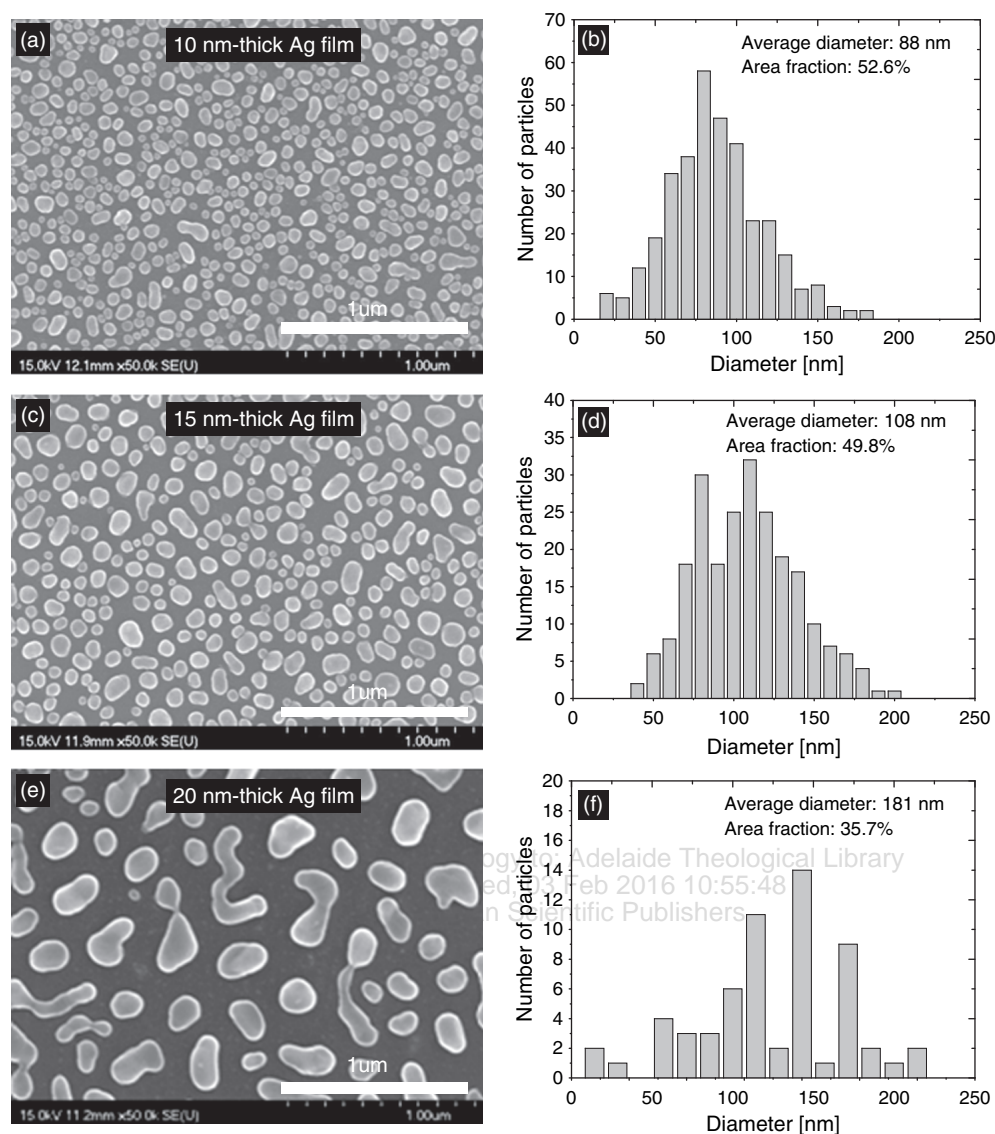 (a)
10 nm-thick Ag film
1um
15.0kV 12.1mm x50.0k SE(U)
1.00um
(b)
Average diameter: 88 nm
Area fraction: 52.6%
Number of particles
70
60
50
40
30
20
10
0
0 50 100 150 200 250
Diameter [nm]
(c)
15 nm-thick Ag film
1um
15.0kV 11.9mm x50.0k SE(U)
1.00um
(d)
Average diameter: 108 nm
Area fraction: 49.8%
Number of particles
40
35
30
25
20
15
10
5
0
0 50 100 150 200 250
Diameter [nm]
(e)
20 nm-thick Ag film
1um
15.0kV 11.2mm x50.0k SE(U)
1.00um
(f)
Average diameter: 181 nm
Area fraction: 35.7%
Number of particles
20
18
16
14
12
10
8
6
4
2
0
0 50 100 150 200 250
Diameter [nm]
to: Adelaide Theological Library
03 Feb 2016 10:55:48
Scientific Publishers